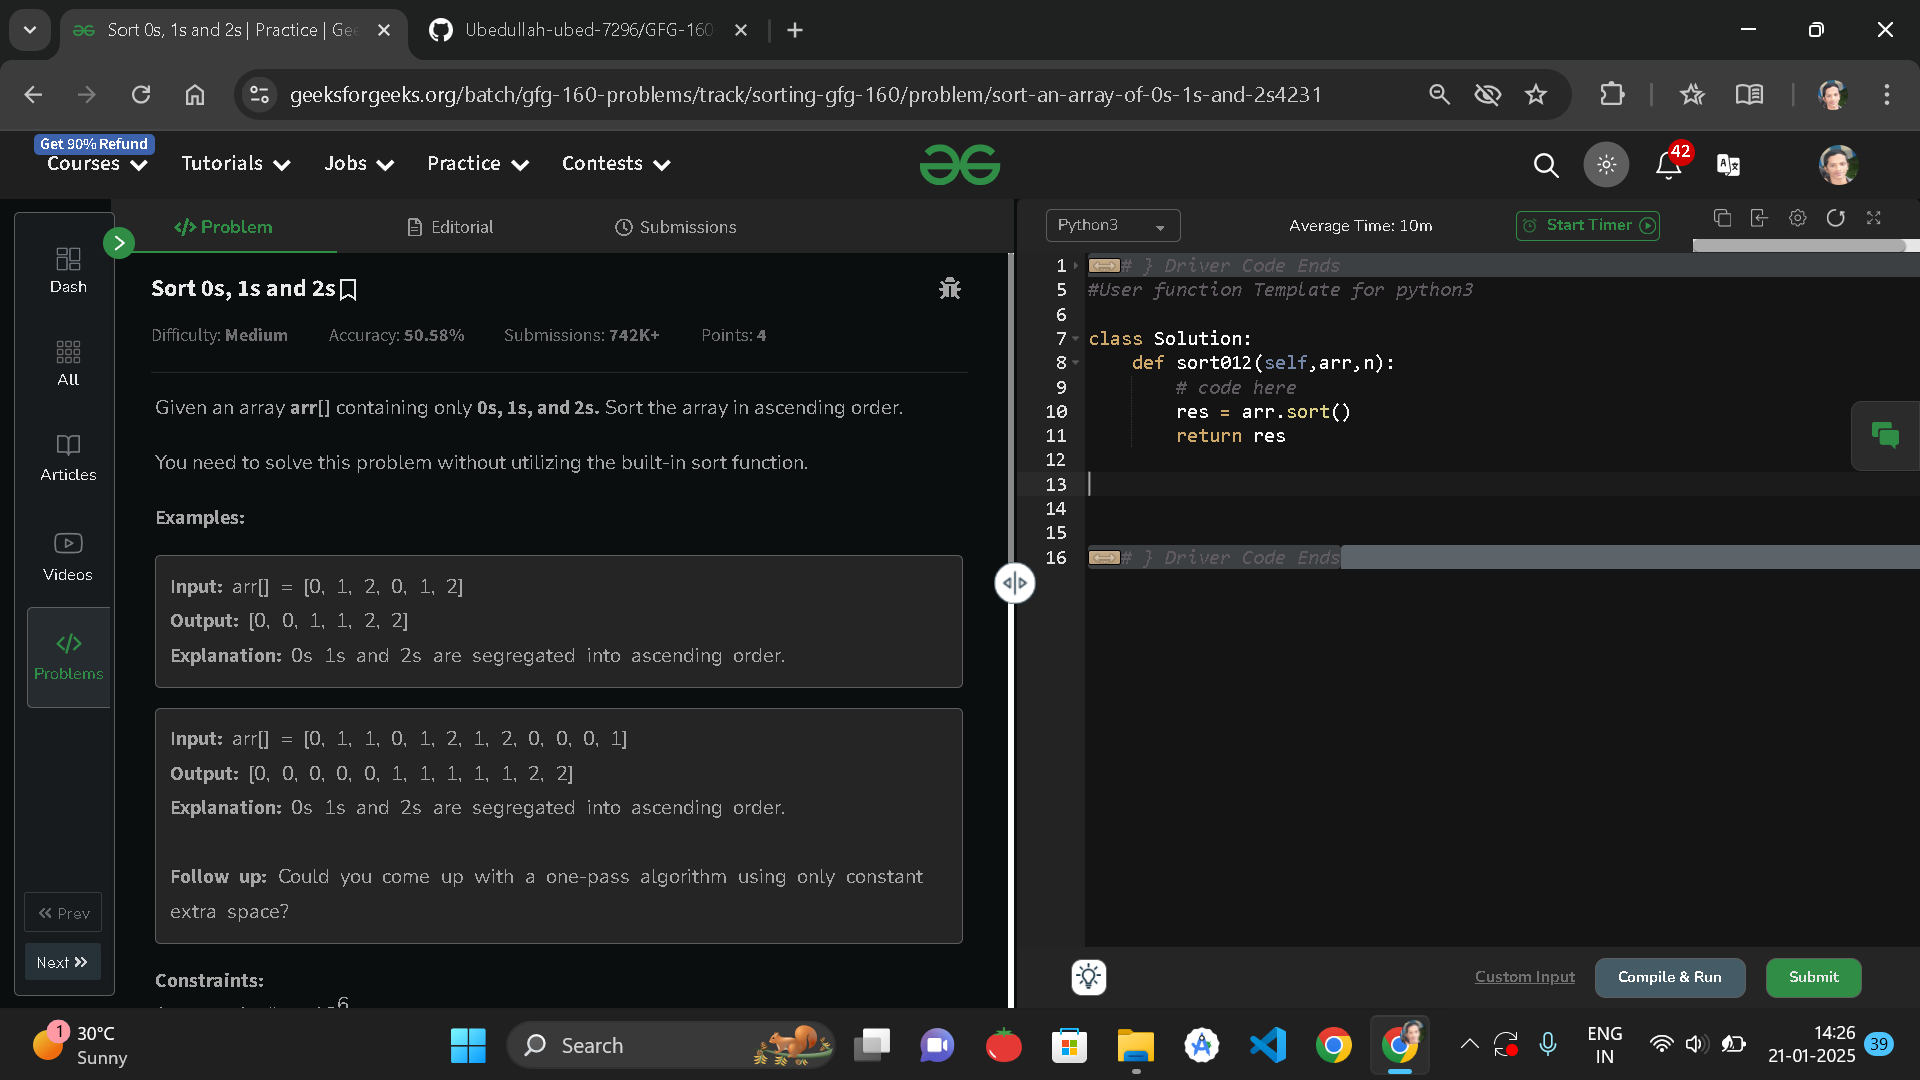 Sort 0s, 1s and 2s | Practice | Gee
Ubedullah-ubed-7296/GFG-160
geeksforgeeks.org/batch/gfg-160-problems/track/sorting-gfg-160/problem/sort-an-array-of-0s-1s-and-2s4231
Get 90% Refund
Courses
Tutorials
Jobs
Practice
Contests
42
Dash
All
Articles
Videos
Problems
Prev
Next
</> Problem
Editorial
Submissions
Sort 0s, 1s and 2s
Difficulty: Medium Accuracy: 50.58% Submissions: 742K+ Points: 4
Given an array arr[] containing only 0s, 1s, and 2s. Sort the array in ascending order.
You need to solve this problem without utilizing the built-in sort function.
Examples:
Input: arr[] = [0, 1, 2, 0, 1, 2]
Output: [0, 0, 1, 1, 2, 2]
Explanation: 0s 1s and 2s are segregated into ascending order.
Input: arr[] = [0, 1, 1, 0, 1, 2, 1, 2, 0, 0, 0, 1]
Output: [0, 0, 0, 0, 0, 1, 1, 1, 1, 1, 2, 2]
Explanation: 0s 1s and 2s are segregated into ascending order.
Follow up: Could you come up with a one-pass algorithm using only constant
extra space?
Constraints:
Python3
Average Time: 10m
Start Timer
1 # } Driver Code Ends
5 #User function Template for python3
6
7 class Solution:
8 def sort012(self,arr,n):
9 # code here
10 res = arr.sort()
11 return res
12
13
14
15
16 # } Driver Code Ends
Custom Input
Compile & Run
Submit
1
30°C
Sunny
Search
ENG
IN
14:26
21-01-2025
39